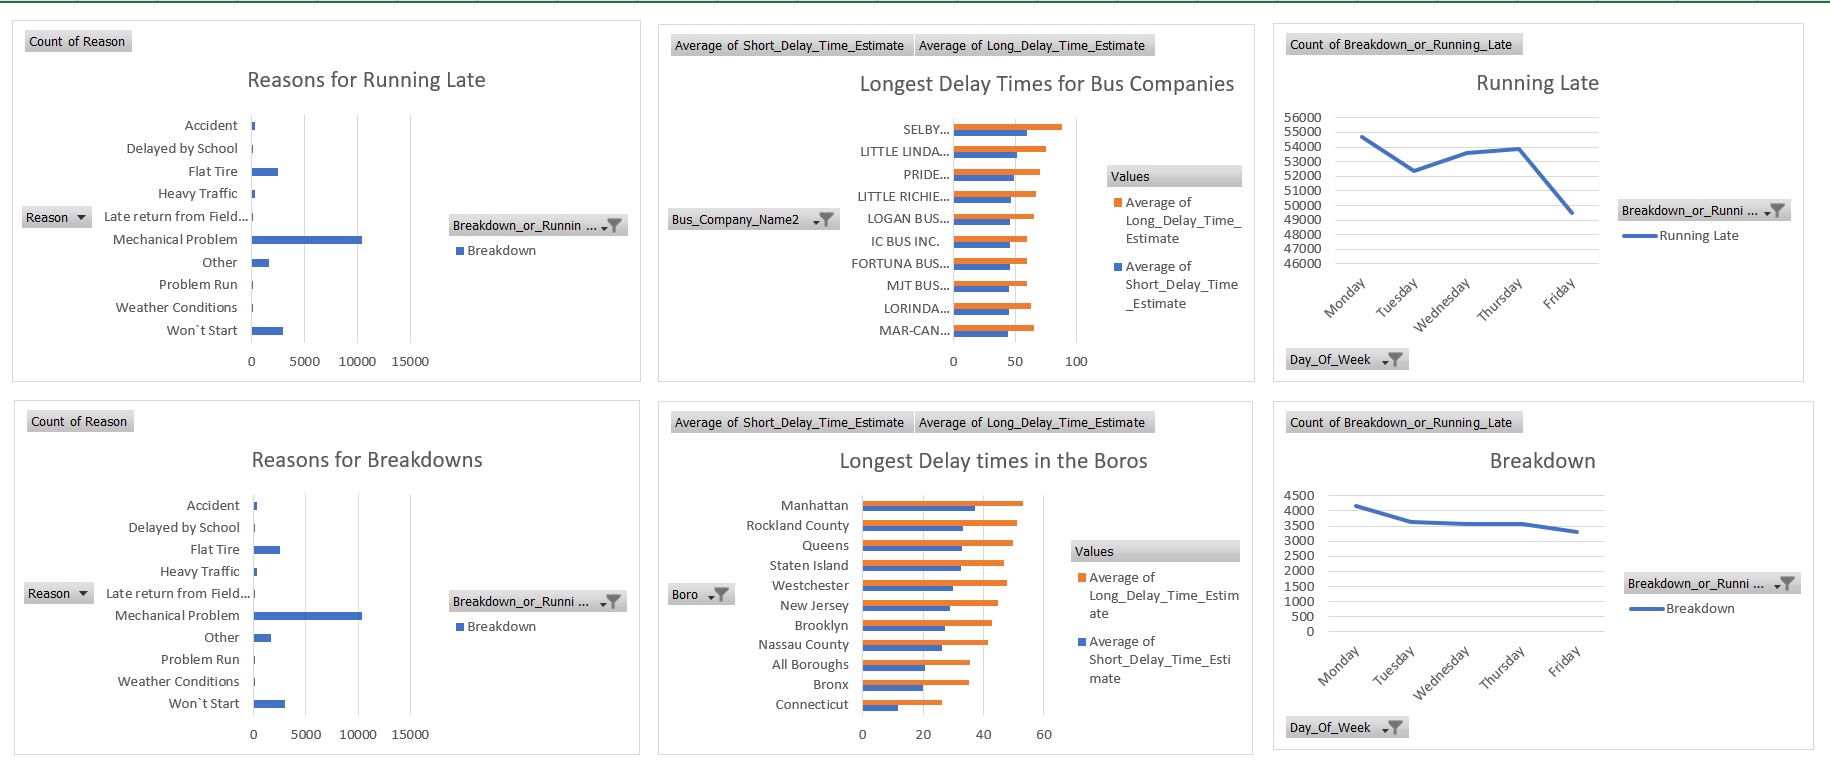 Count of Reason
Reasons for Running Late
Accident
Delayed by School
Flat Tire
Heavy Traffic
Late return from Field...
Mechanical Problem
Other
Problem Run
Weather Conditions
Won`t Start
0 5000 10000 15000
Reason
Breakdown_or_Runnin ...
Breakdown
Average of Short_Delay_Time_Estimate Average of Long_Delay_Time_Estimate
Longest Delay Times for Bus Companies
SELBY...
LITTLE LINDA...
PRIDE...
LITTLE RICHIE...
LOGAN BUS...
IC BUS INC.
FORTUNA BUS...
MJT BUS...
LORINDA...
MAR-CAN...
0 50 100
Bus_Company_Name2
Values
Average of
Long_Delay_Time_
Estimate
Average of
Short_Delay_Time
_Estimate
Count of Breakdown_or_Running_Late
Running Late
56000
55000
54000
53000
52000
51000
50000
49000
48000
47000
46000
Monday
Tuesday
Wednesday
Thursday
Friday
Breakdown_or_Runni ...
Running Late
Day_Of_Week
Count of Reason
Reasons for Breakdowns
Accident
Delayed by School
Flat Tire
Heavy Traffic
Late return from Field...
Mechanical Problem
Other
Problem Run
Weather Conditions
Won`t Start
0 5000 10000 15000
Reason
Breakdown_or_Runni ...
Breakdown
Average of Short_Delay_Time_Estimate Average of Long_Delay_Time_Estimate
Longest Delay times in the Boros
Manhattan
Rockland County
Queens
Staten Island
Westchester
New Jersey
Brooklyn
Nassau County
All Boroughs
Bronx
Connecticut
0 20 40 60
Boro
Values
Average of
Long_Delay_Time_Estim
ate
Average of
Short_Delay_Time_Esti
mate
Count of Breakdown_or_Running_Late
Breakdown
4500
4000
3500
3000
2500
2000
1500
1000
500
0
Monday
Tuesday
Wednesday
Thursday
Friday
Breakdown_or_Runni ...
Breakdown
Day_Of_Week